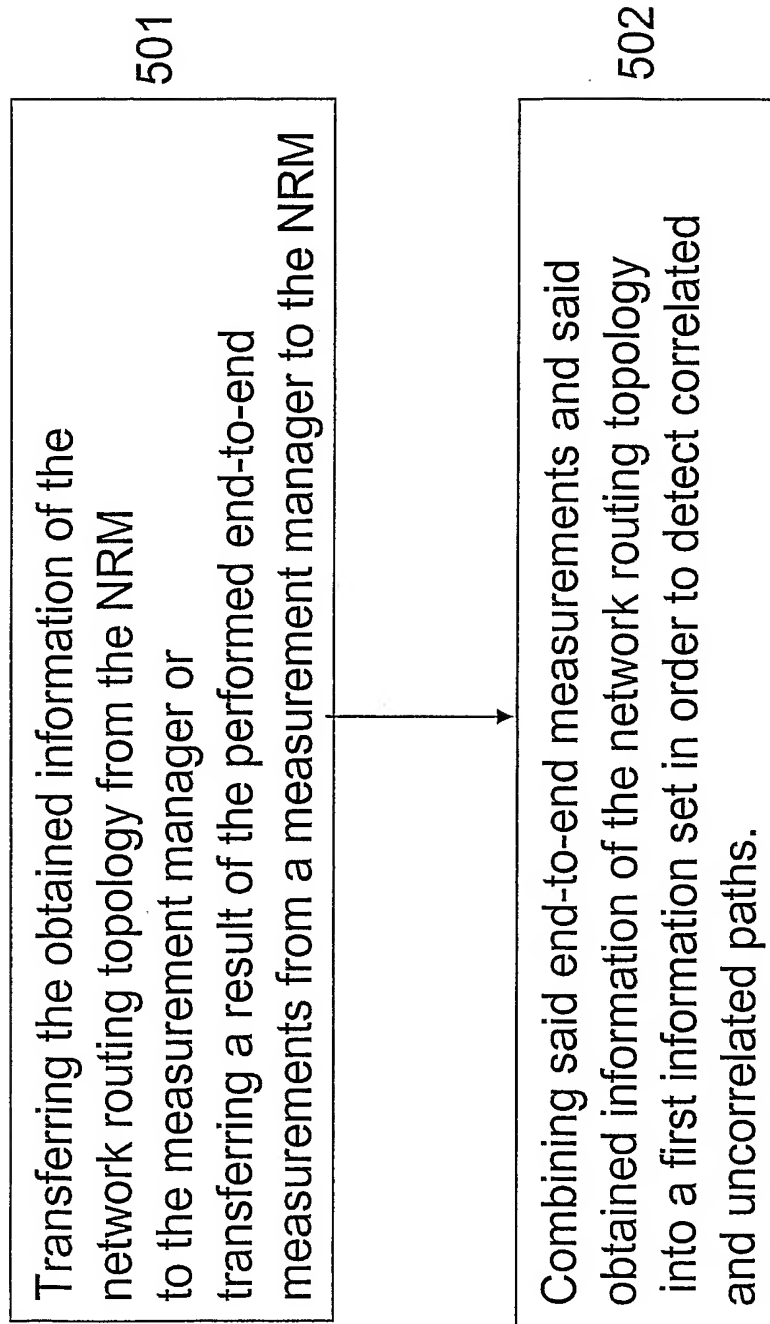 Transferring the obtained information of the
network routing topology from the NRM
to the measurement manager or
transferring a result of the performed end-to-end
measurements from a measurement manager to the NRM
501
Combining said end-to-end measurements and said
obtained information of the network routing topology
into a first information set in order to detect correlated
and uncorrelated paths.
502